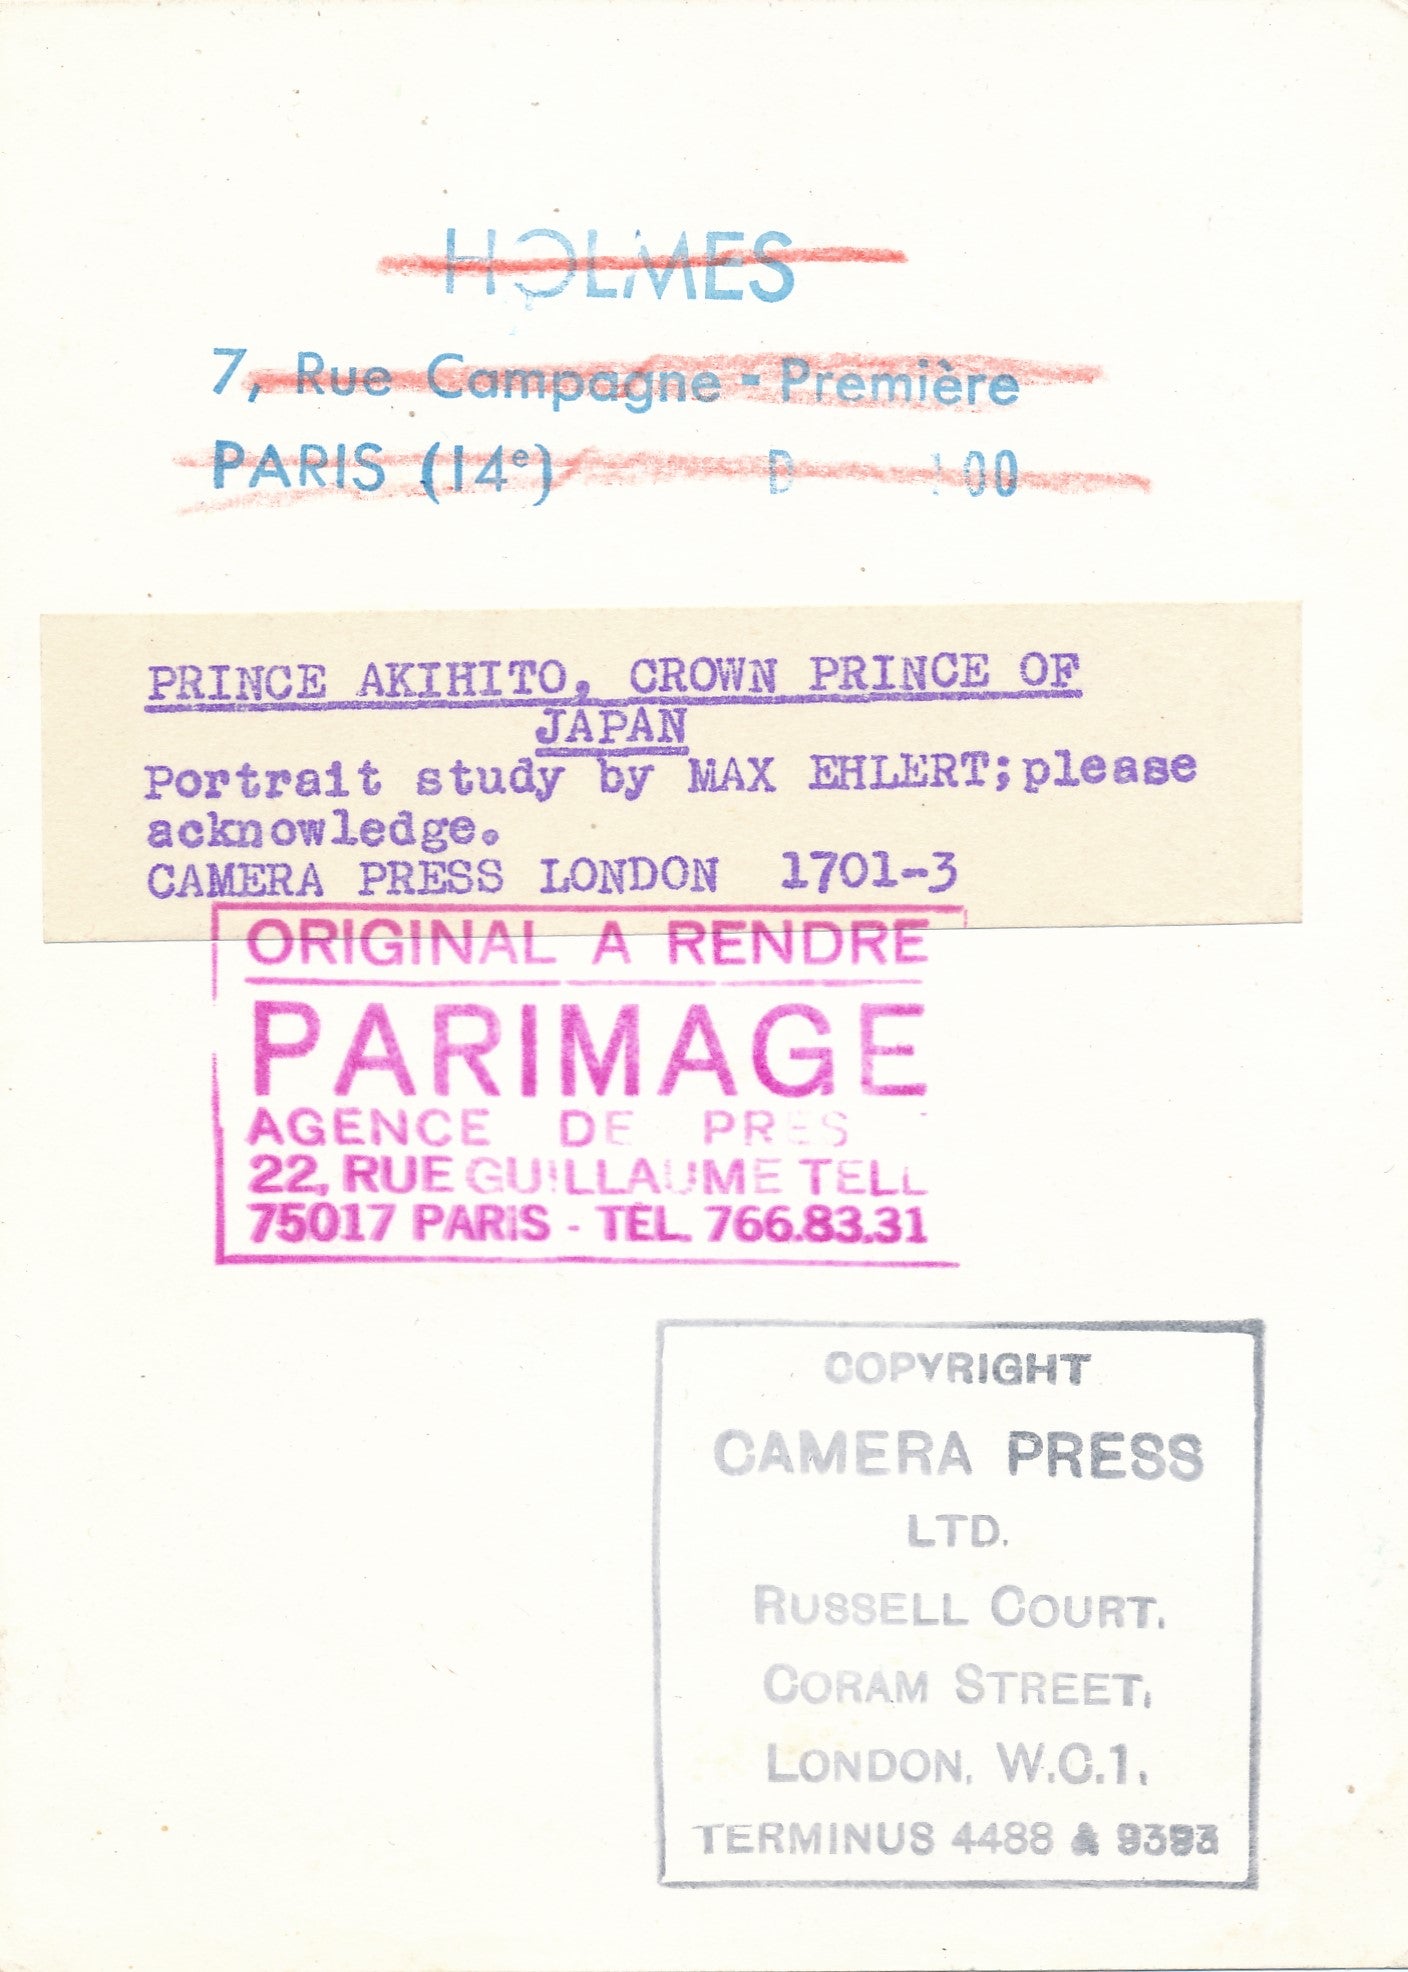 HOLMES
7, Rue Campagne - Première
PARIS (14e)
PRINCE AKIHITO, CROWN PRINCE OF
JAPAN
Portrait study by MAX EHLERT;please
acknowledge.
CAMERA PRESS LONDON 1701-3
ORIGINAL A RENDRE
PARIMAGE
AGENCE DE
22, RUE GUILLAUME TELL
75017 PARIS - TÉL. 766.83.31
COPYRIGHT
CAMERA PRESS
LTD.
RUSSELL COURT.
CORAM STREET,
LONDON, W.C.1.
TERMINUS 4488 & 9393